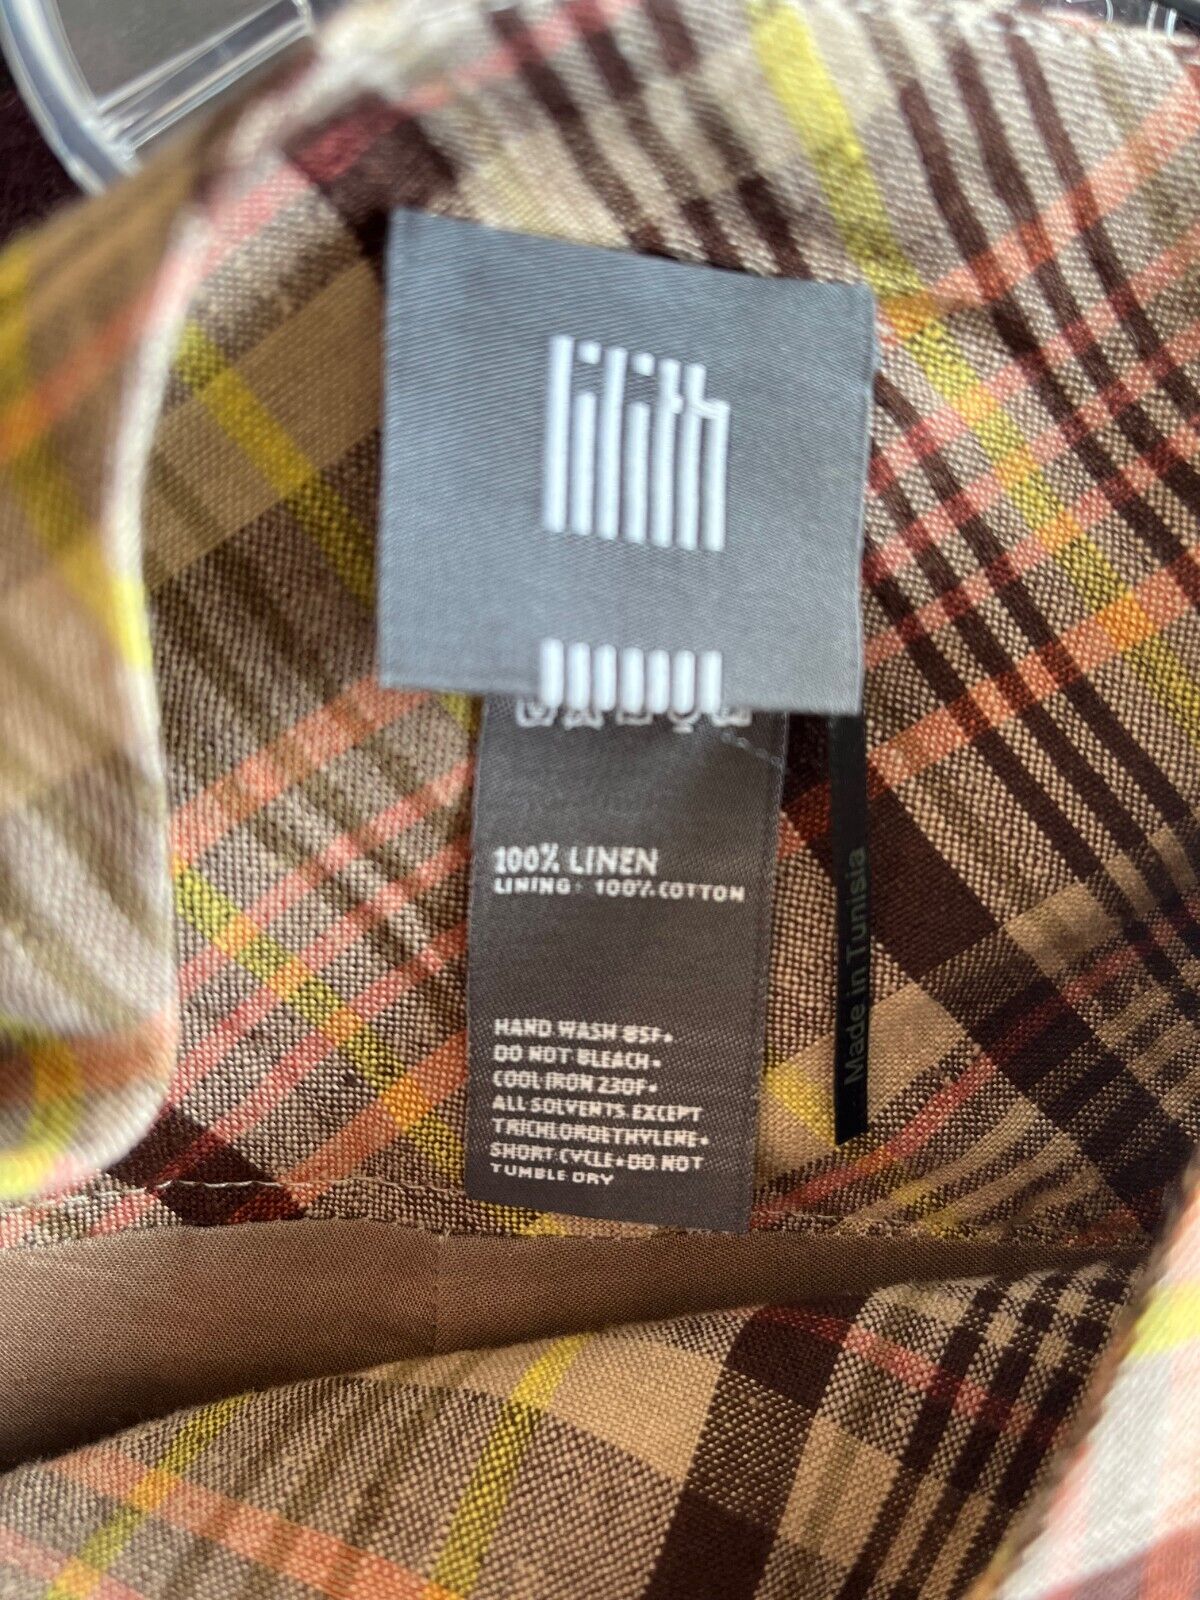 lilith
100% LINEN
LINING: 100% COTTON
HAND WASH 85F.
DO NOT BLEACH.
COOL IRON 230F.
ALL SOLVENTS EXCEPT
TRICHLOROETHYLENE.
SHORT CYCLE. DO NOT
TUMBLE DRY
Made in Tunisia